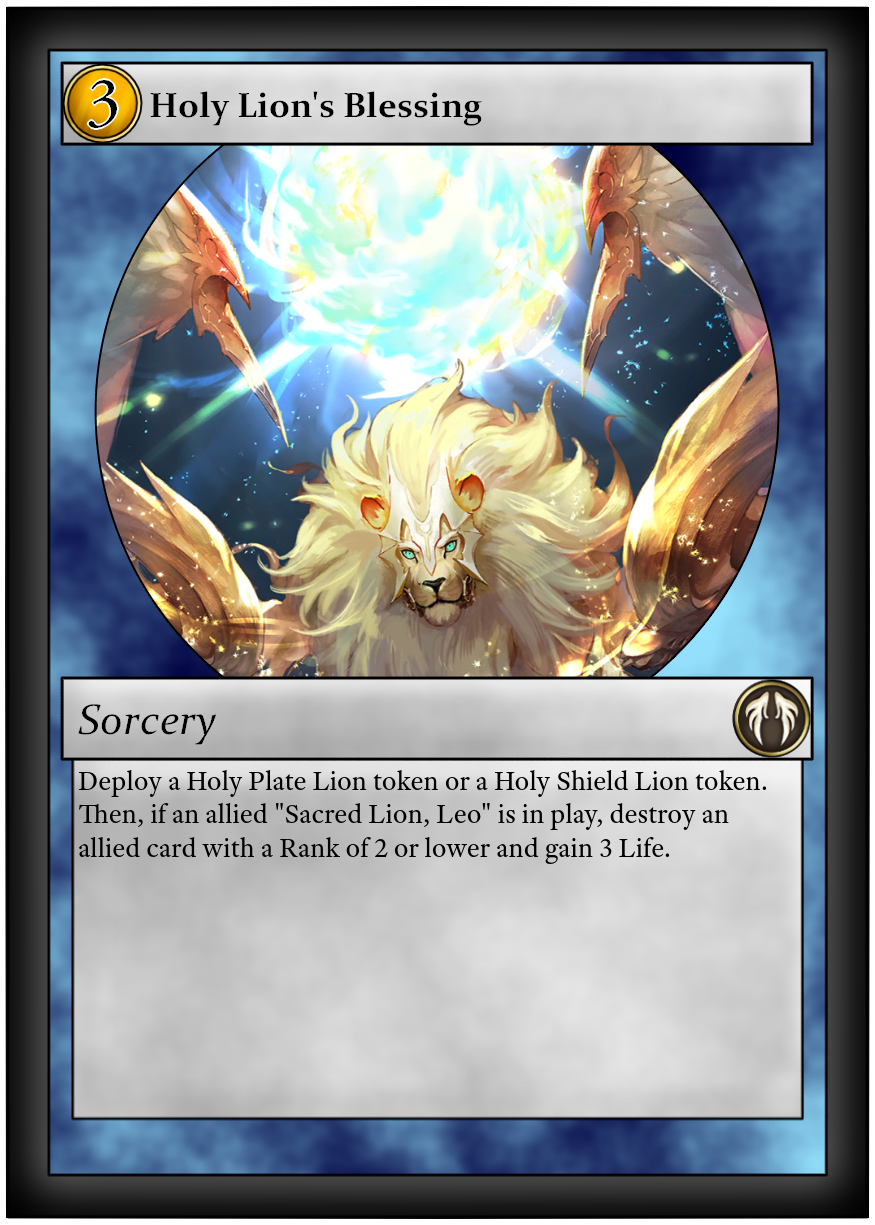 3 Holy Lion's Blessing
Sorcery
Deploy a Holy Plate Lion token or a Holy Shield Lion token.
Then, if an allied "Sacred Lion, Leo" is in play, destroy an
allied card with a Rank of 2 or lower and gain 3 Life.